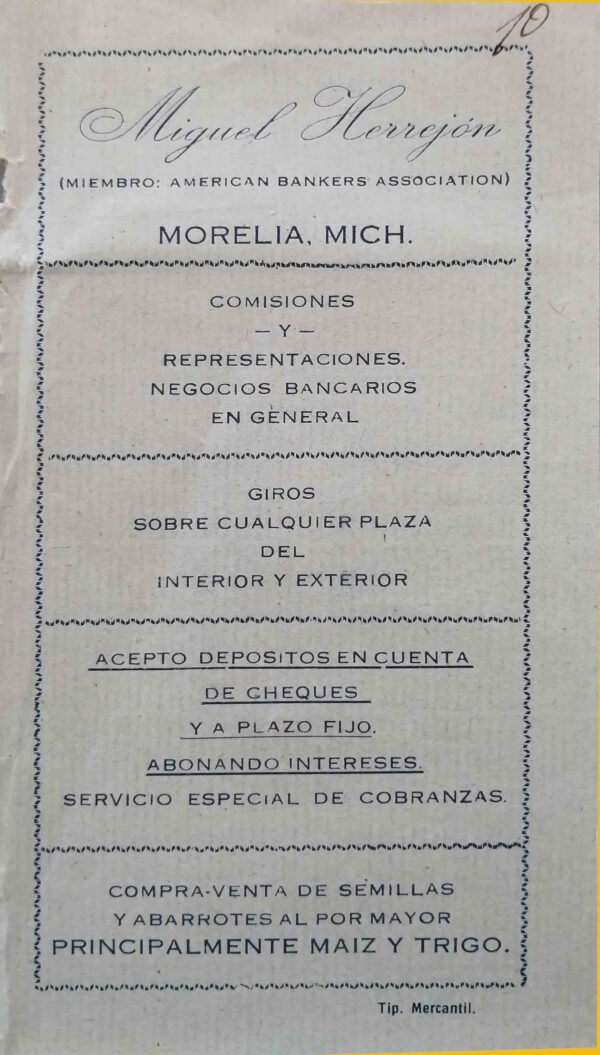 10
Miguel Herrejón
(MIEMBRO: AMERICAN BANKERS ASSOCIATION)
MORELIA, MICH.
COMISIONES
— Y —
REPRESENTACIONES.
NEGOCIOS BANCARIOS
EN GENERAL
GIROS
SOBRE CUALQUIER PLAZA
DEL
INTERIOR Y EXTERIOR
ACEPTO DEPOSITOS EN CUENTA
DE CHEQUES
Y A PLAZO FIJO.
ABONANDO INTERESES.
SERVICIO ESPECIAL DE COBRANZAS.
COMPRA-VENTA DE SEMILLAS
Y ABARROTES AL POR MAYOR
PRINCIPALMENTE MAIZ Y TRIGO.
Tip. Mercantil.